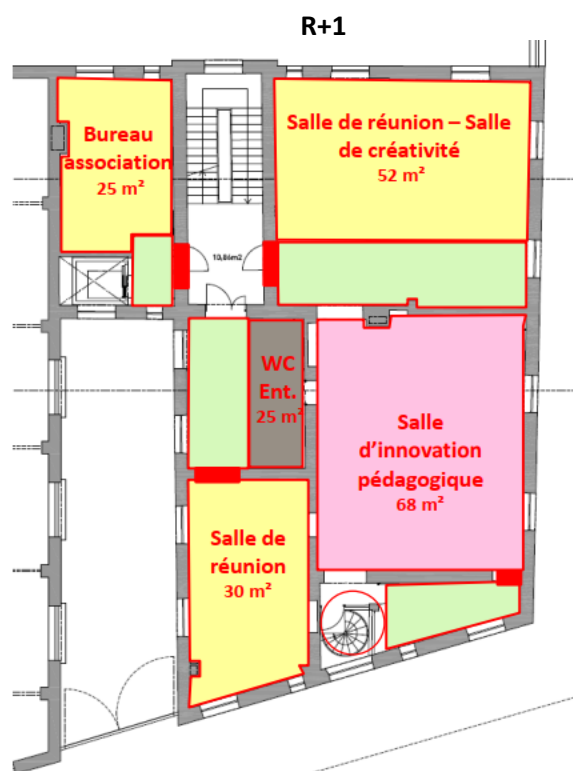 R+1
Bureau
association
25 m²
Salle de réunion – Salle
de créativité
52 m²
10,86m2
WC
Ent.
25 m²
Salle
d’innovation
pédagogique
68 m²
Salle de
réunion
30 m²